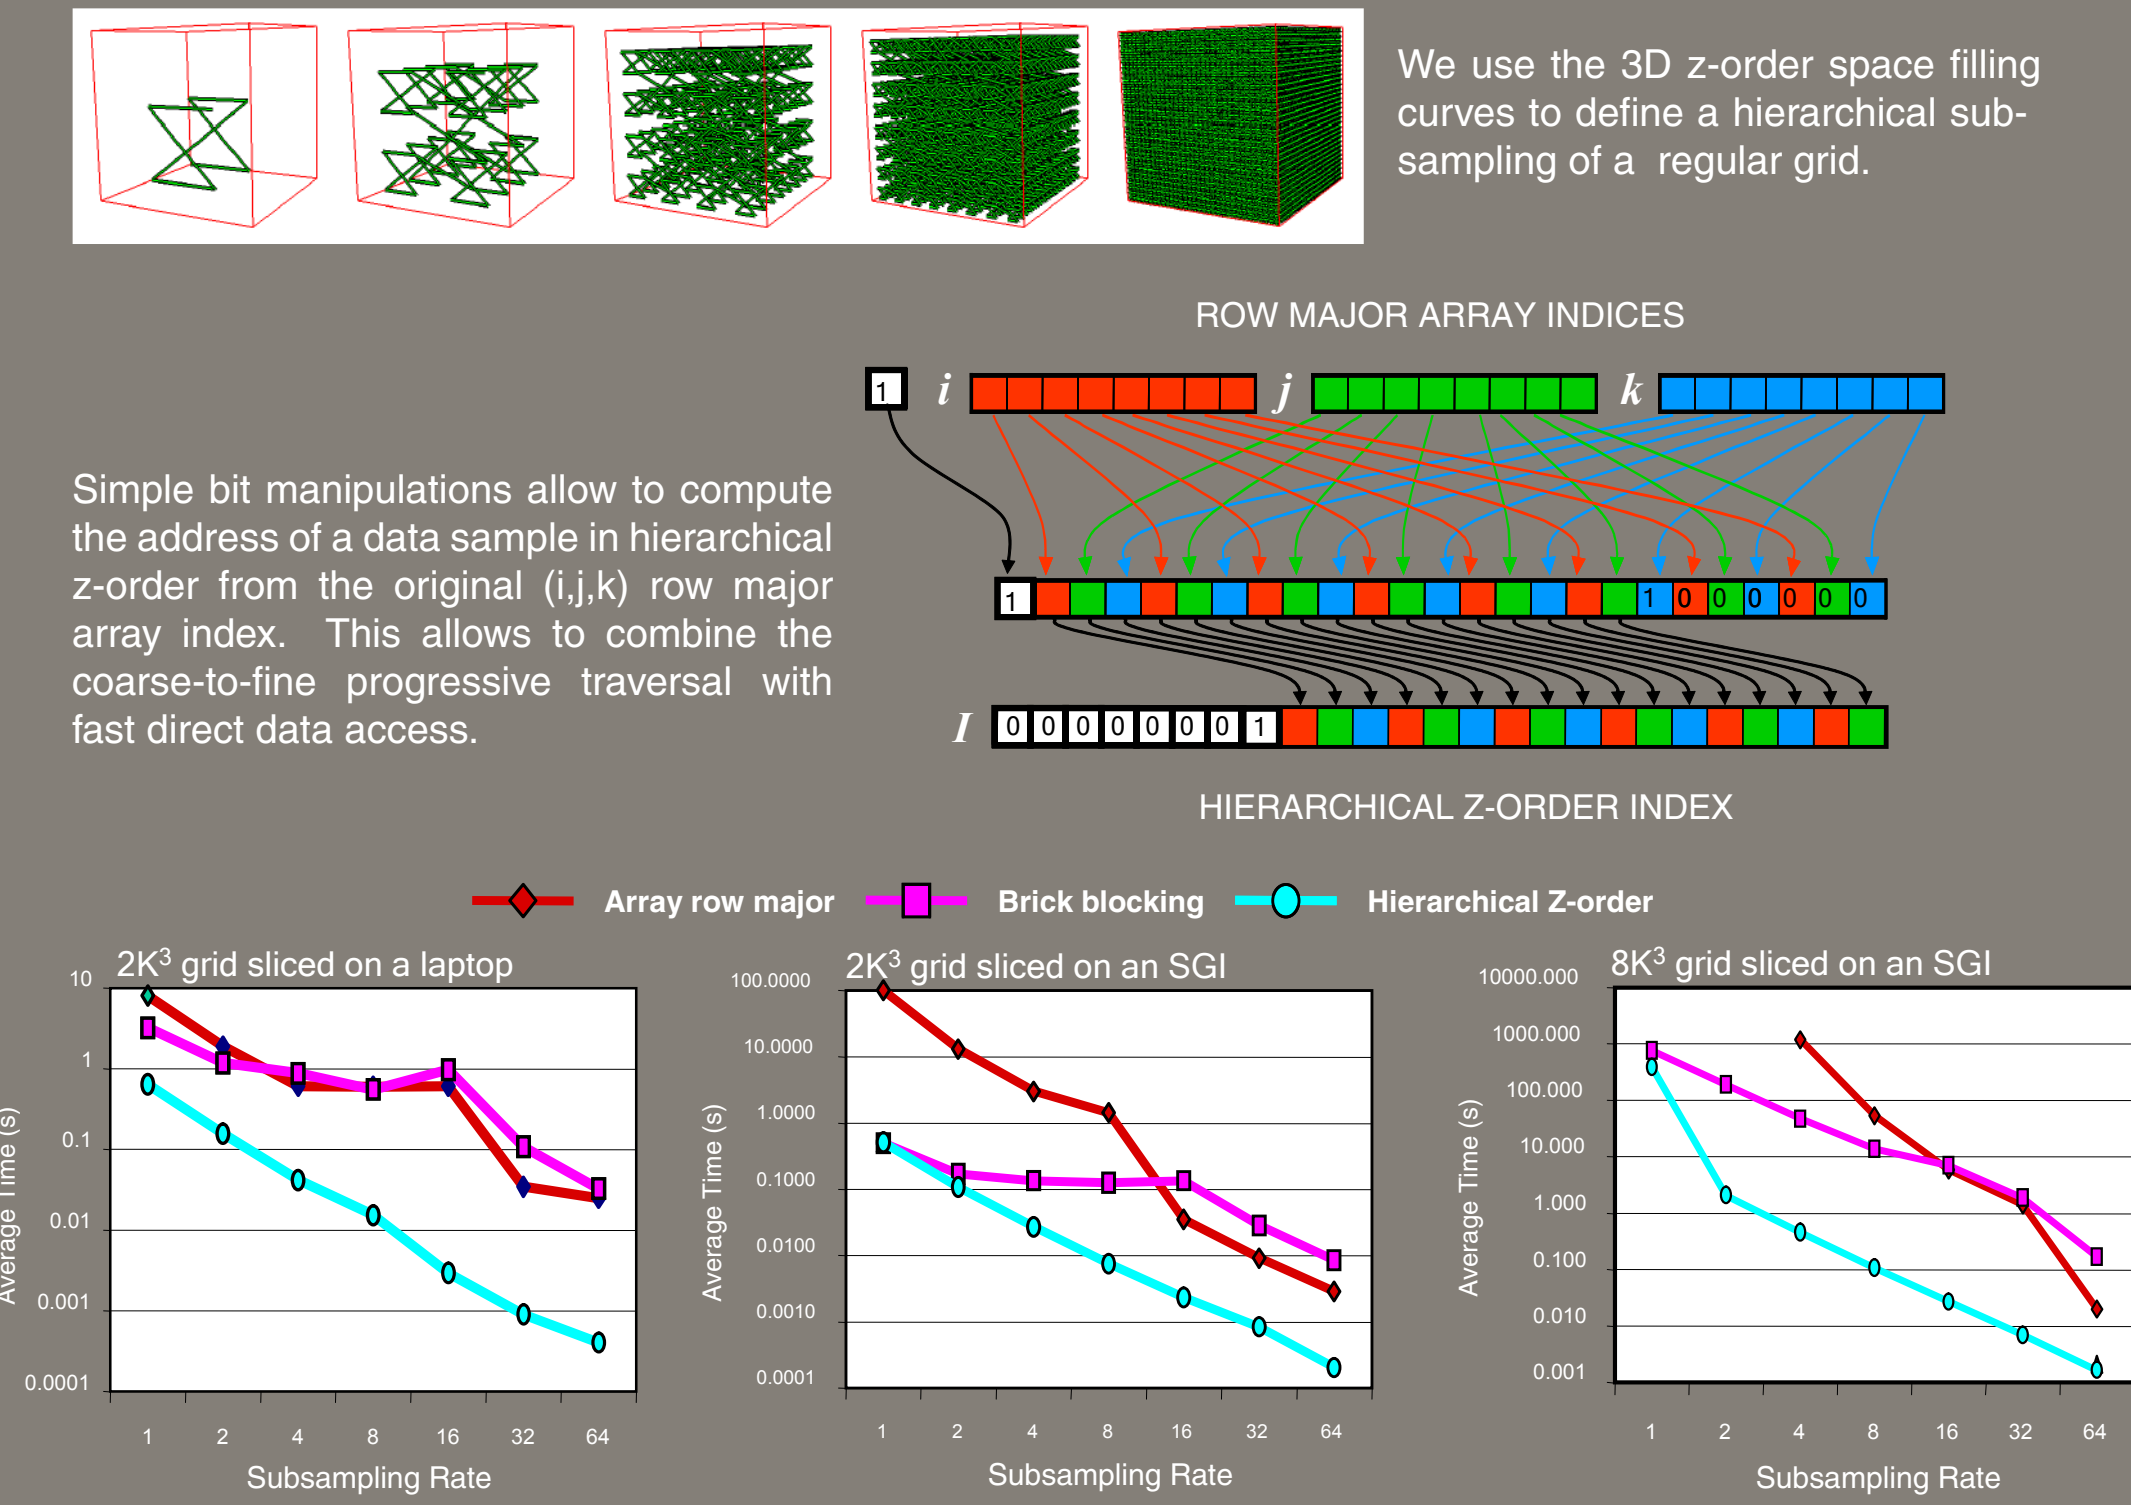 We use the 3D z-order space filling
curves to define a hierarchical sub-
sampling of a regular grid.
ROW MAJOR ARRAY INDICES
1 i j k
Simple bit manipulations allow to compute
the address of a data sample in hierarchical
z-order from the original (i,j,k) row major
array index. This allows to combine the
coarse-to-fine progressive traversal with
fast direct data access.
1 1 0 0 0 0 0 0
I 0 0 0 0 0 0 0 1
HIERARCHICAL Z-ORDER INDEX
Array row major Brick blocking Hierarchical Z-order
2K³ grid sliced on a laptop
10
1
0.1
0.01
0.001
0.0001
Average Time (s)
1 2 4 8 16 32 64
Subsampling Rate
2K³ grid sliced on an SGI
100.0000
10.0000
1.0000
0.1000
0.0100
0.0010
0.0001
Average Time (s)
1 2 4 8 16 32 64
Subsampling Rate
8K³ grid sliced on an SGI
10000.000
1000.000
100.000
10.000
1.000
0.100
0.010
0.001
Average Time (s)
1 2 4 8 16 32 64
Subsampling Rate